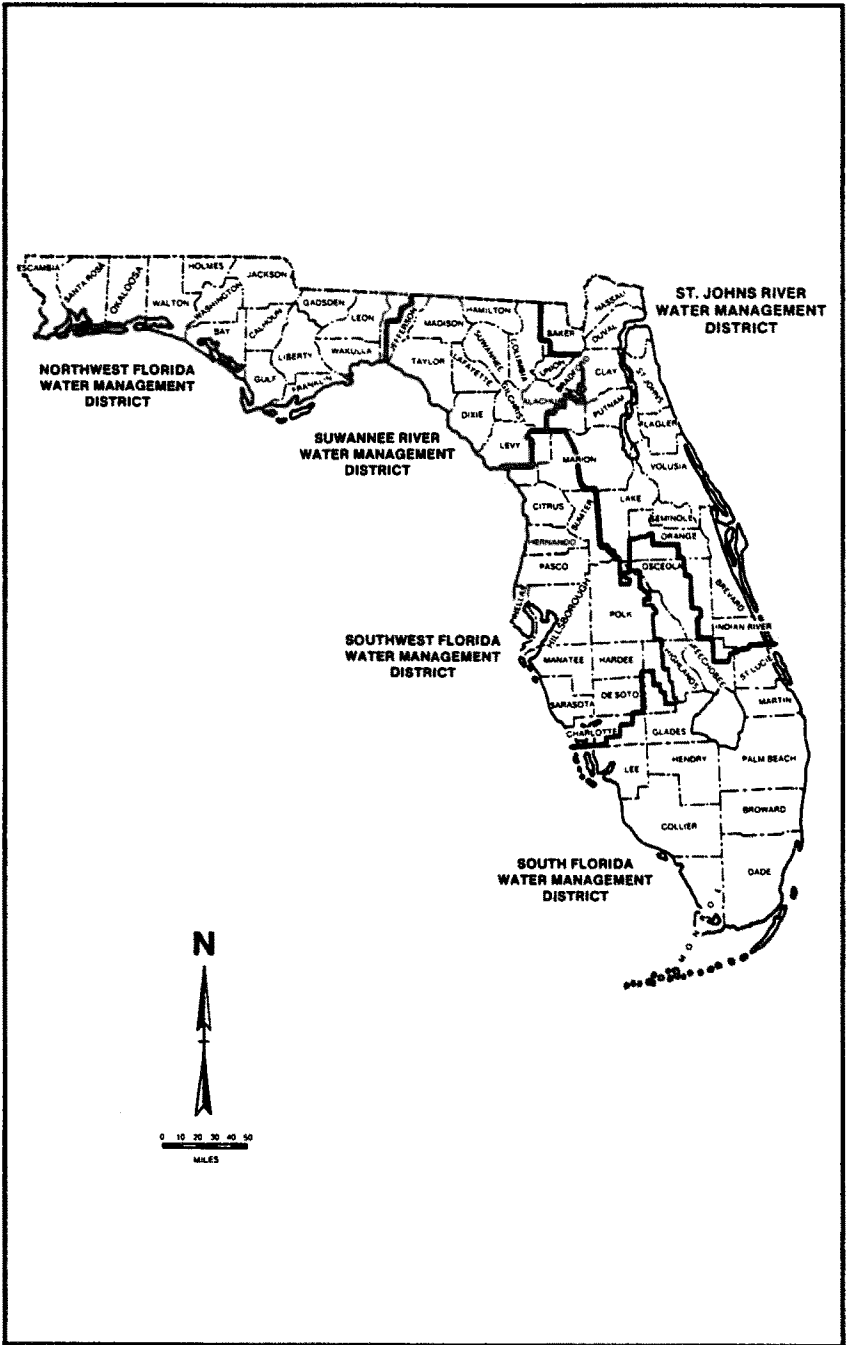 ESCAMBIA
SANTA ROSA
OKALOOSA
WALTON
HOLMES
WASHINGTON
JACKSON
BAY
CALHOUN
GULF
LIBERTY
GADSDEN
LEON
WAKULLA
FRANKLIN
JEFFERSON
MADISON
TAYLOR
HAMILTON
SUWANNEE
LAFAYETTE
COLUMBIA
DIXIE
GILCHRIST
LEVY
BAKER
UNION
BRADFORD
ALACHUA
NASSAU
DUVAL
CLAY
ST. JOHNS
PUTNAM
FLAGLER
MARION
VOLUSIA
ST. JOHNS RIVER
WATER MANAGEMENT
DISTRICT
NORTHWEST FLORIDA
WATER MANAGEMENT
DISTRICT
SUWANNEE RIVER
WATER MANAGEMENT
DISTRICT
CITRUS
SUMTER
LAKE
SEMINOLE
ORANGE
HERNANDO
PASCO
OSCEOLA
BREVARD
HILLSBOROUGH
POLK
INDIAN RIVER
SOUTHWEST FLORIDA
WATER MANAGEMENT
DISTRICT
MANATEE
HARDEE
HIGHLANDS
OKEECHOBEE
ST LUCIE
SARASOTA
DE SOTO
MARTIN
CHARLOTTE
GLADES
LEE
HENDRY
PALM BEACH
COLLIER
BROWARD
DADE
MONROE
SOUTH FLORIDA
WATER MANAGEMENT
DISTRICT
N
0 10 20 30 40 50
MILES